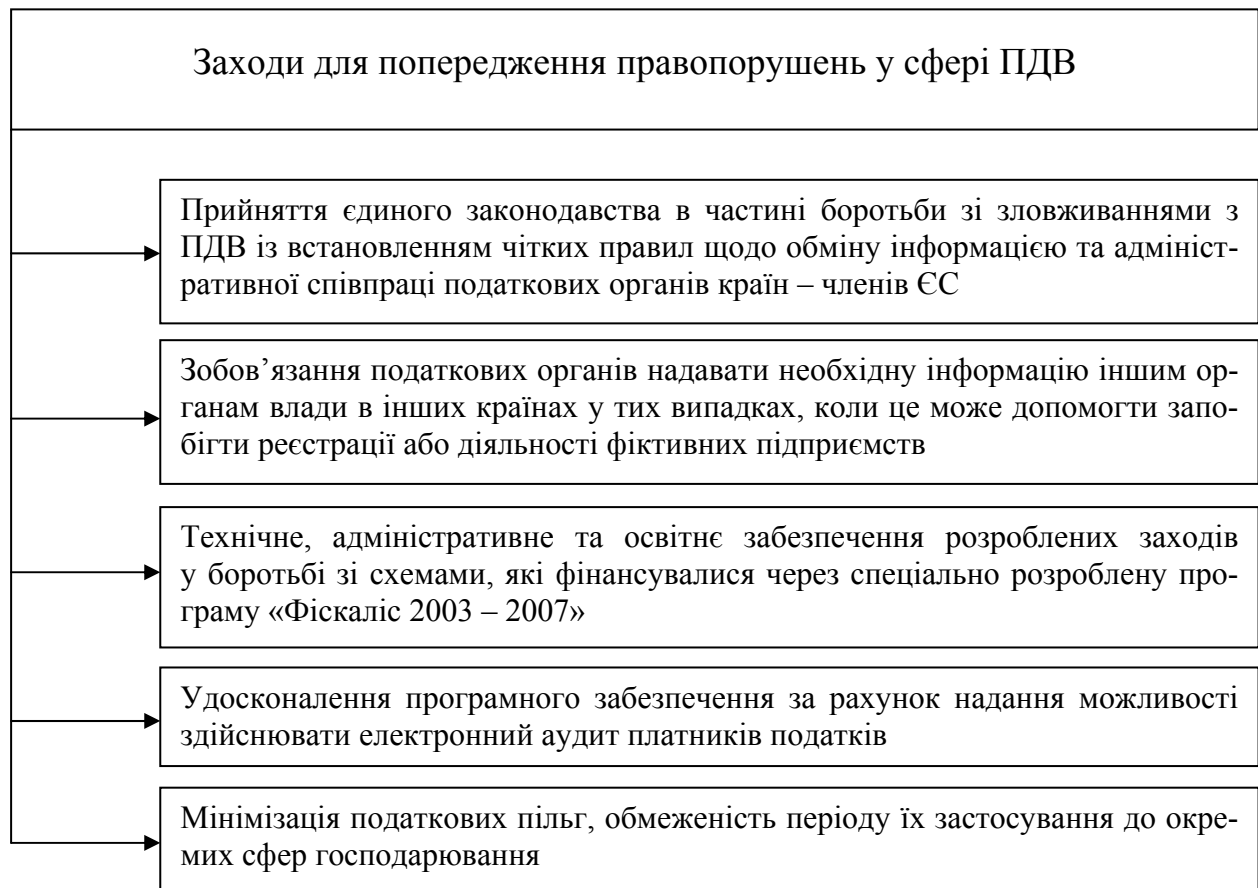 Заходи для попередження правопорушень у сфері ПДВ
Прийняття єдиного законодавства в частині боротьби зі зловживаннями з
ПДВ із встановленням чітких правил щодо обміну інформацією та адмініст-
ративної співпраці податкових органів країн – членів ЄС
Зобов’язання податкових органів надавати необхідну інформацію іншим ор-
ганам влади в інших країнах у тих випадках, коли це може допомогти запо-
бігти реєстрації або діяльності фіктивних підприємств
Технічне, адміністративне та освітнє забезпечення розроблених заходів
у боротьбі зі схемами, які фінансувалися через спеціально розроблену про-
граму «Фіскаліс 2003 – 2007»
Удосконалення програмного забезпечення за рахунок надання можливості
здійснювати електронний аудит платників податків
Мінімізація податкових пільг, обмеженість періоду їх застосування до окре-
мих сфер господарювання